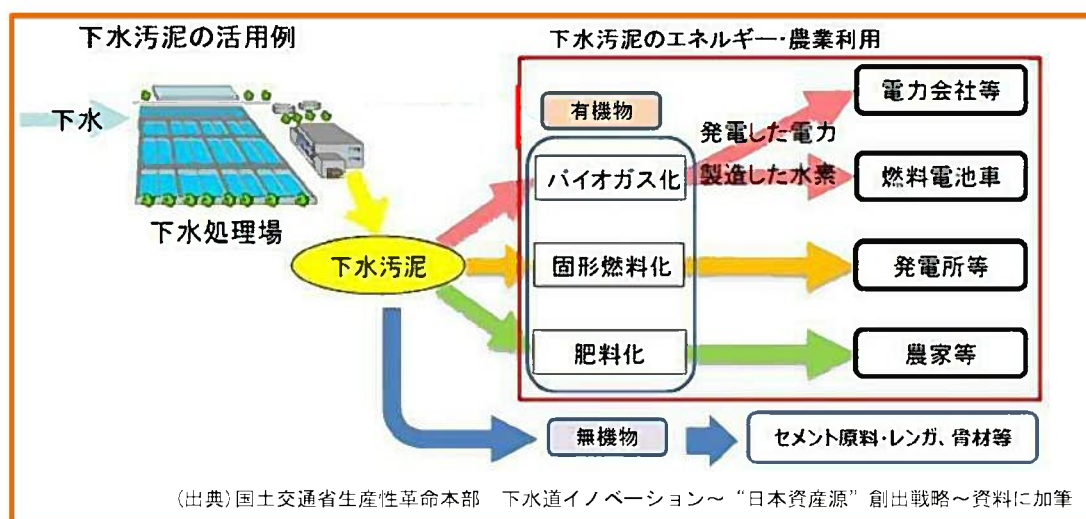 下水汚泥の活用例
下水汚泥のエネルギー・農業利用
下水
下水処理場
下水汚泥
有機物
バイオガス化
発電した電力
製造した水素
電力会社等
燃料電池車
固形燃料化
発電所等
肥料化
農家等
無機物
セメント原料・レンガ、骨材等
(出典)国土交通省生産性革命本部　下水道イノベーション～“日本資産源”創出戦略～資料に加筆